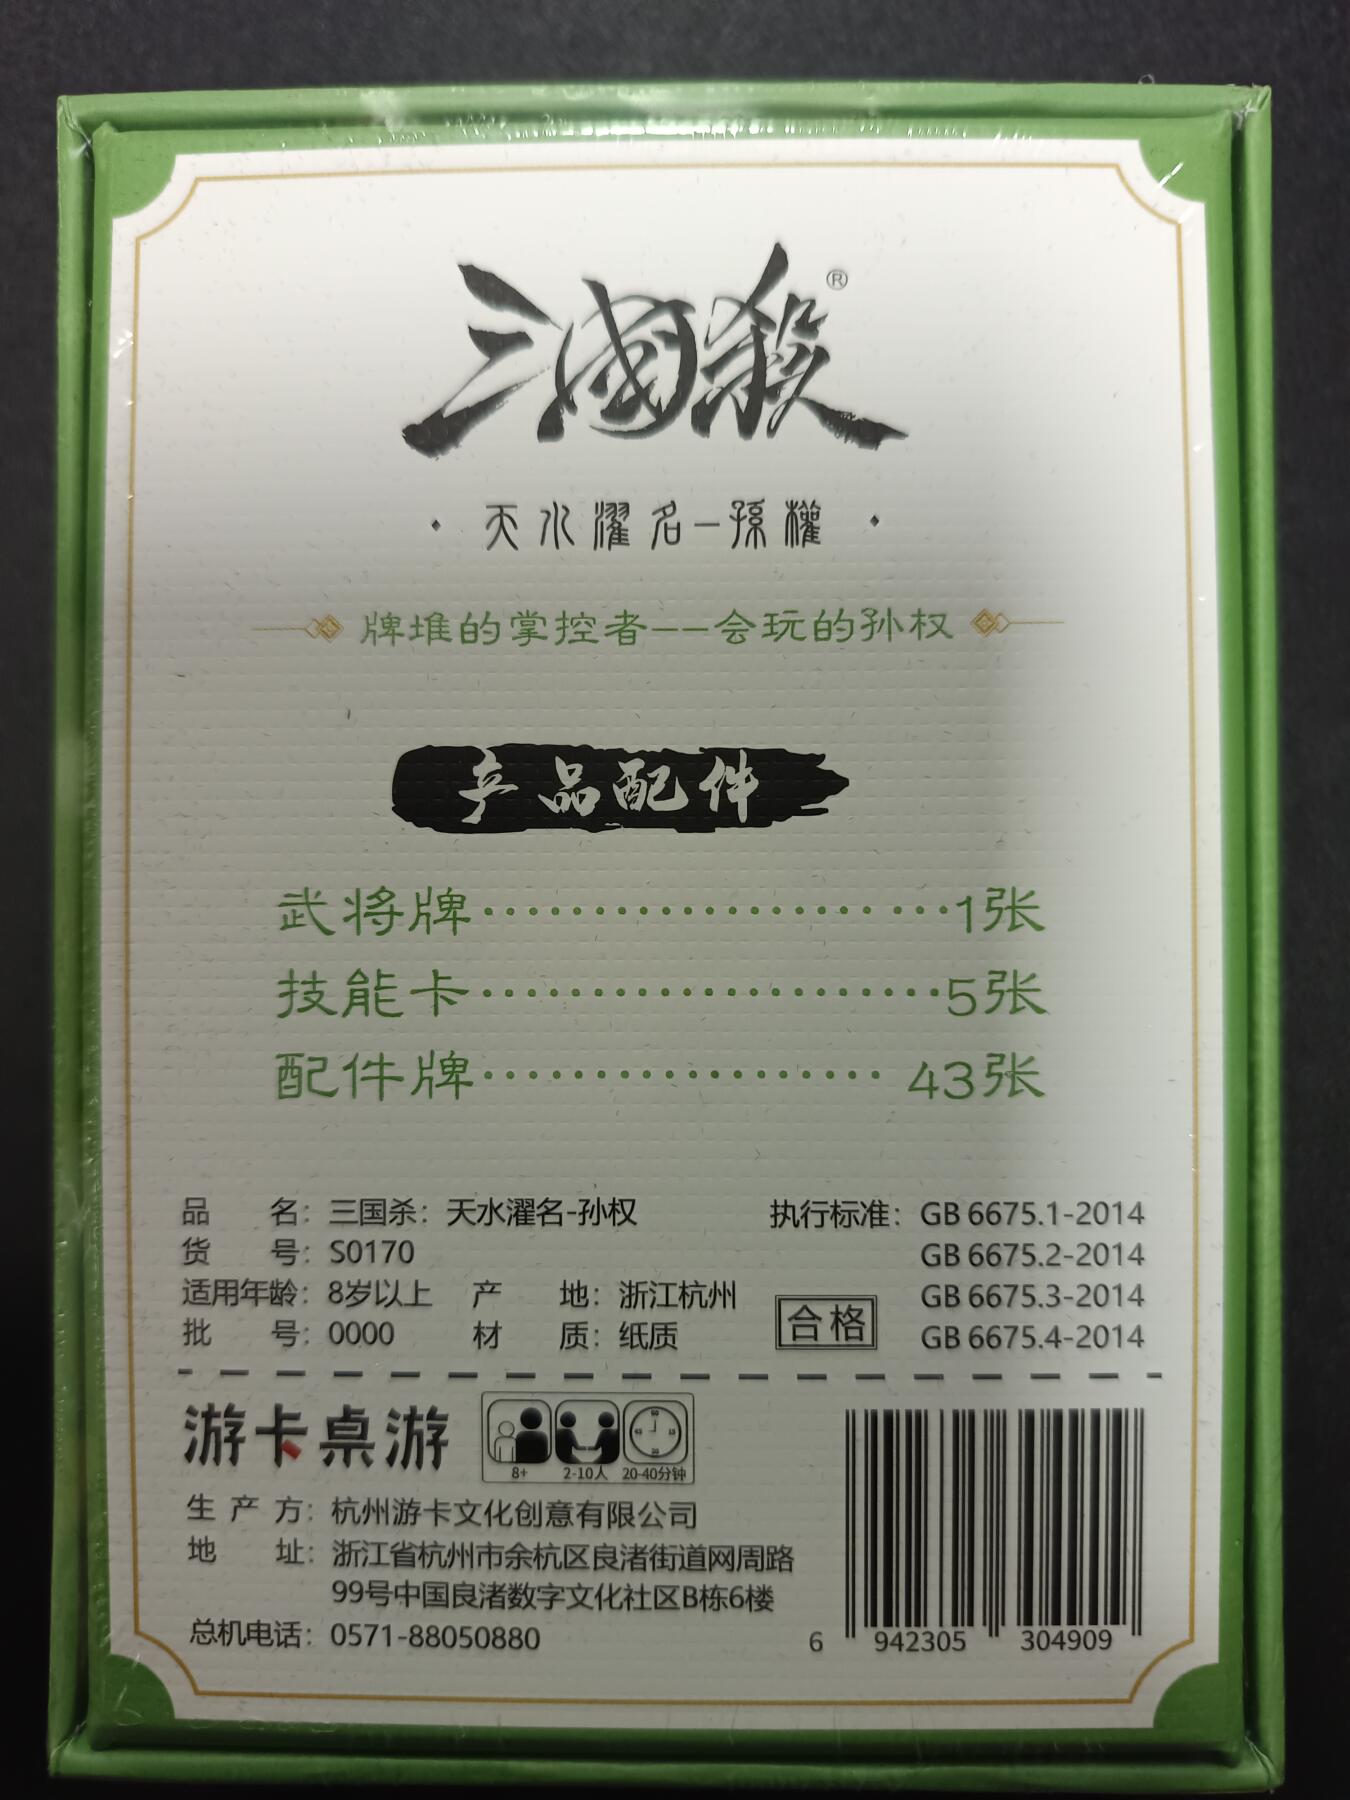 三國殺®
·天水濯名—孫權·
牌堆的掌控者——会玩的孙权
产品配件
武将牌·····················1张
技能卡·····················5张
配件牌··················43张
品名：三国杀：天水濯名-孙权 执行标准：GB 6675.1-2014
货号：S0170 GB 6675.2-2014
适用年龄：8岁以上 产地：浙江杭州 GB 6675.3-2014
批号：0000 材质：纸质 合格 GB 6675.4-2014
游卡桌游
60 15 30 45
8+ 2-10人 20-40分钟
生产方：杭州游卡文化创意有限公司
地址：浙江省杭州市余杭区良渚街道网周路
99号中国良渚数字文化社区B栋6楼
总机电话：0571-88050880
6 942305 304909